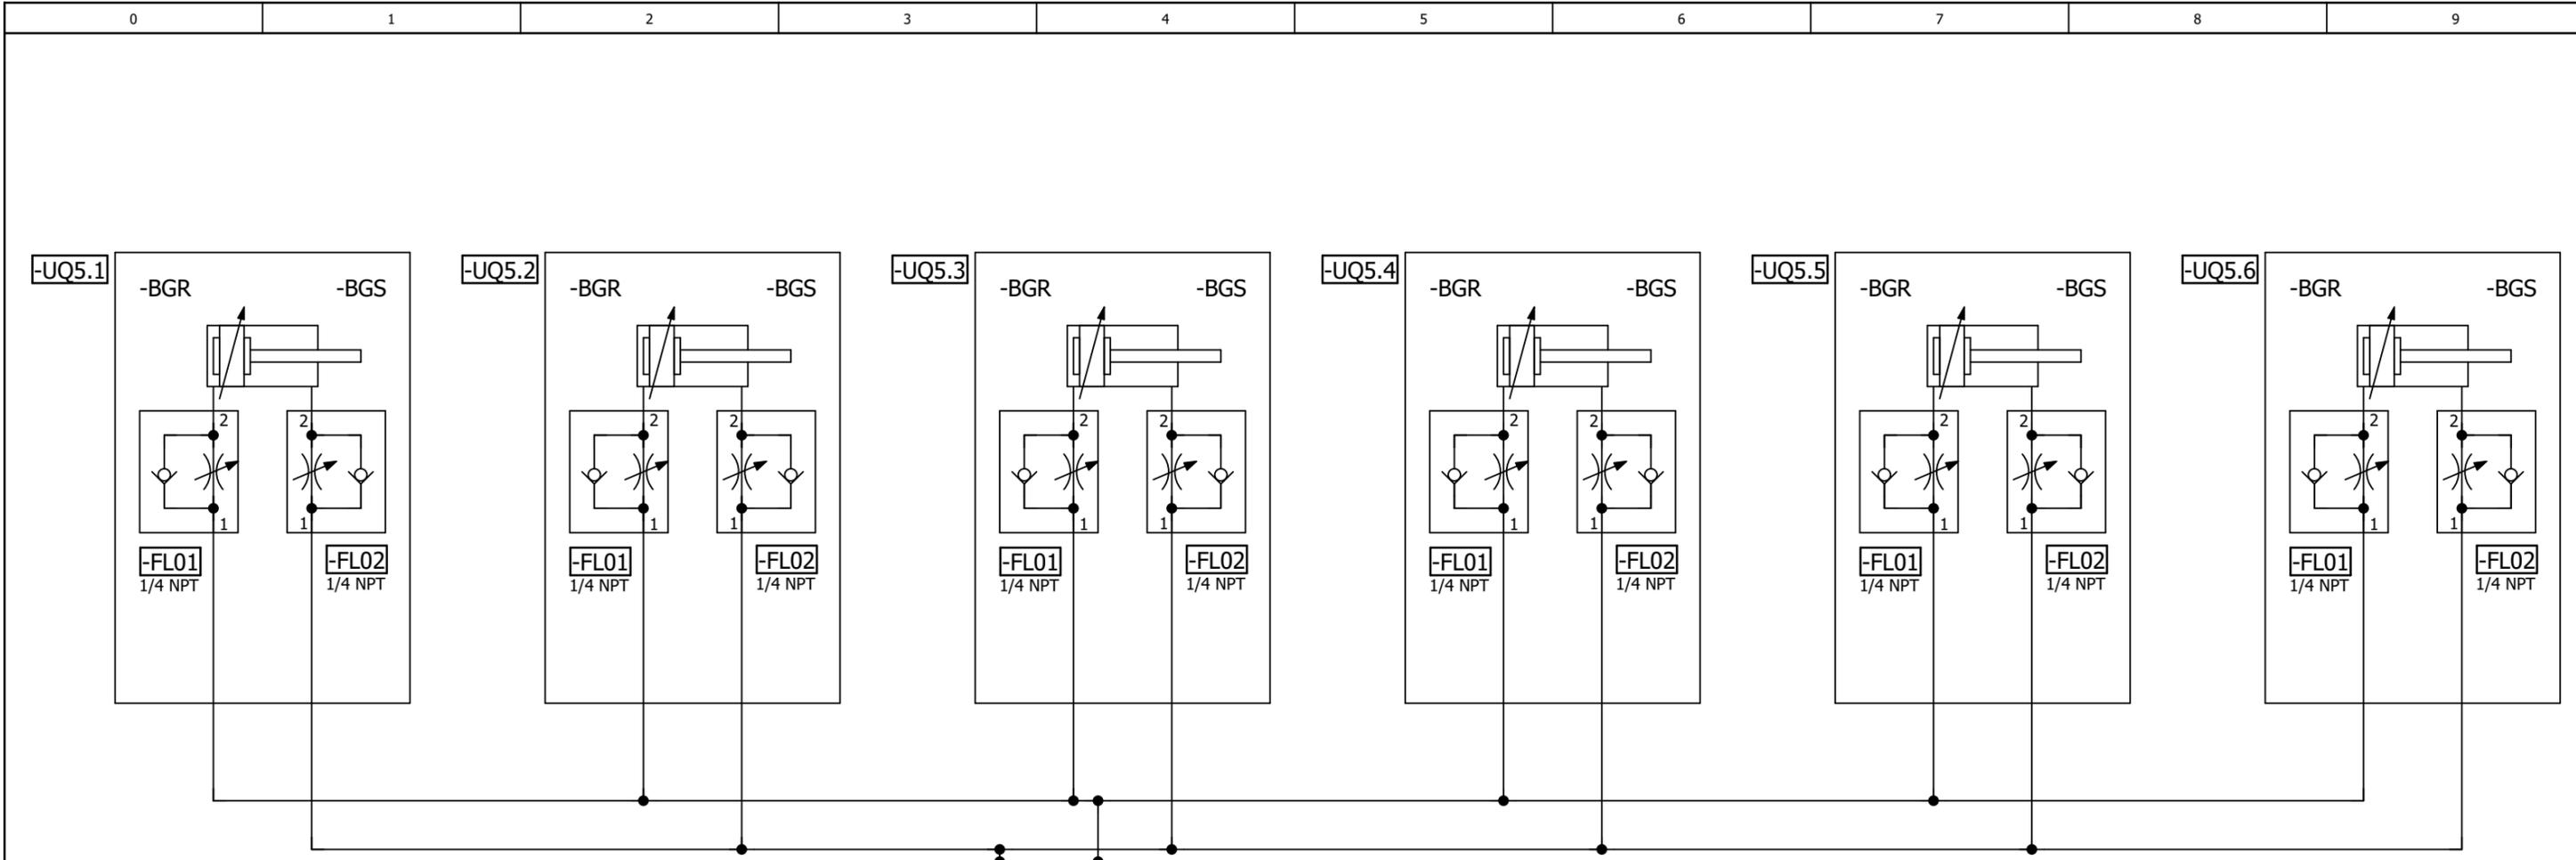 0 1 2 3 4 5 6 7 8 9
-UQ5.1 -UQ5.2 -UQ5.3 -UQ5.4 -UQ5.5 -UQ5.6
-BGR -BGS -BGR -BGS -BGR -BGS -BGR -BGS -BGR -BGS -BGR -BGS
2 2 2 2 2 2 2 2 2 2 2 2
1 1 1 1 1 1 1 1 1 1 1 1
-FL01 -FL02 -FL01 -FL02 -FL01 -FL02 -FL01 -FL02 -FL01 -FL02 -FL01 -FL02
1/4 NPT 1/4 NPT 1/4 NPT 1/4 NPT 1/4 NPT 1/4 NPT 1/4 NPT 1/4 NPT 1/4 NPT 1/4 NPT 1/4 NPT 1/4 NPT